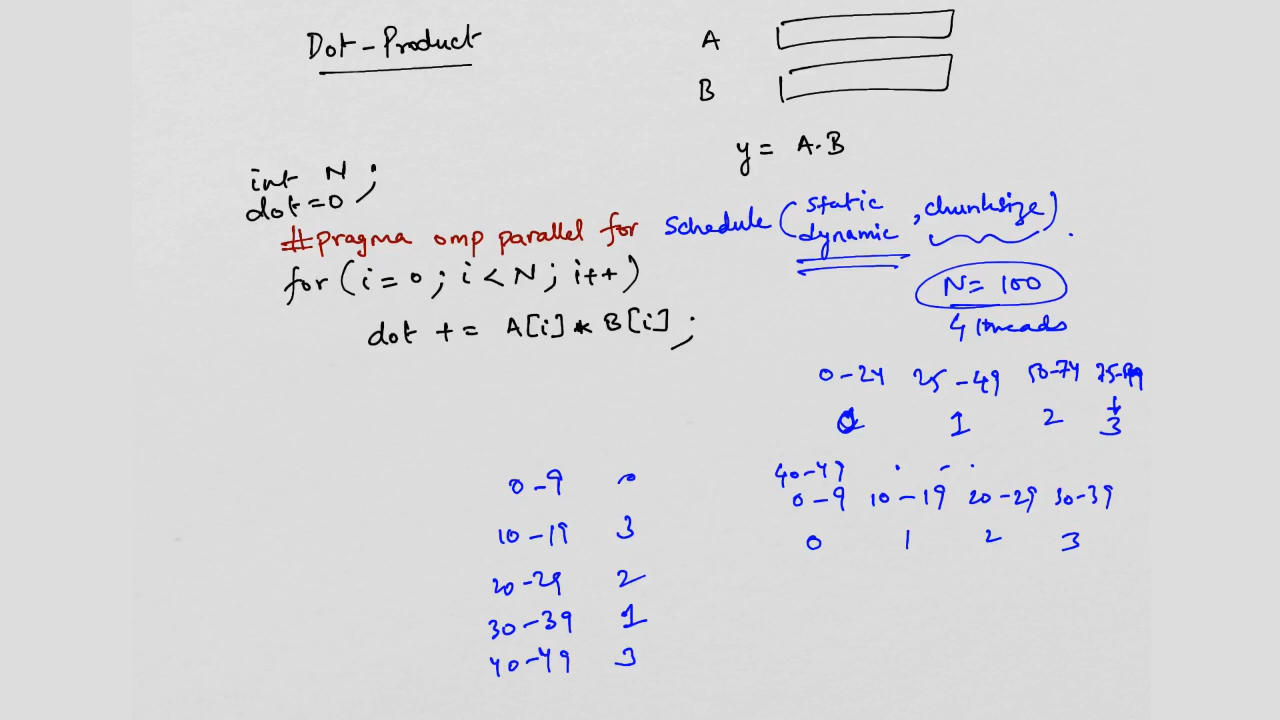 Dot-Product
A
B
y = A.B
int N ;
dot=0
#pragma omp parallel for schedule (static dynamic , chunksize) .
for (i=0 ; i<N ; i++)
dot += A[i] * B[i] ;
N= 100
4 threads
0-24 25-49 50-74 75-99
0 1 2 3
40-49 . - .
0-9 10-19 20-29 30-39
0 1 2 3
0-9 0
10-19 3
20-29 2
30-39 1
40-49 3